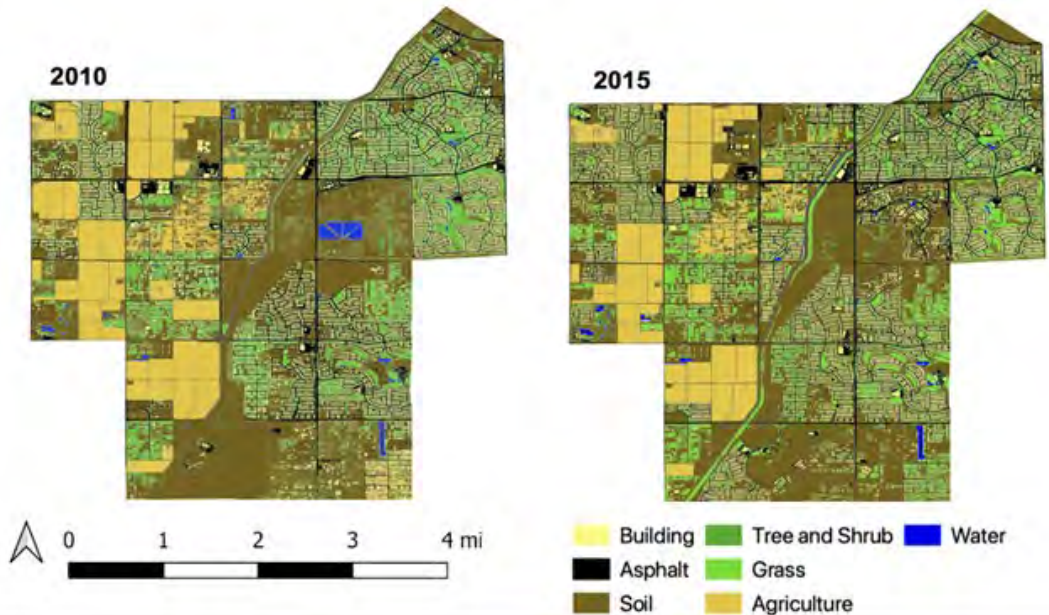 2010
2015
0 1 2 3 4 mi
Building Tree and Shrub Water
Asphalt Grass
Soil Agriculture